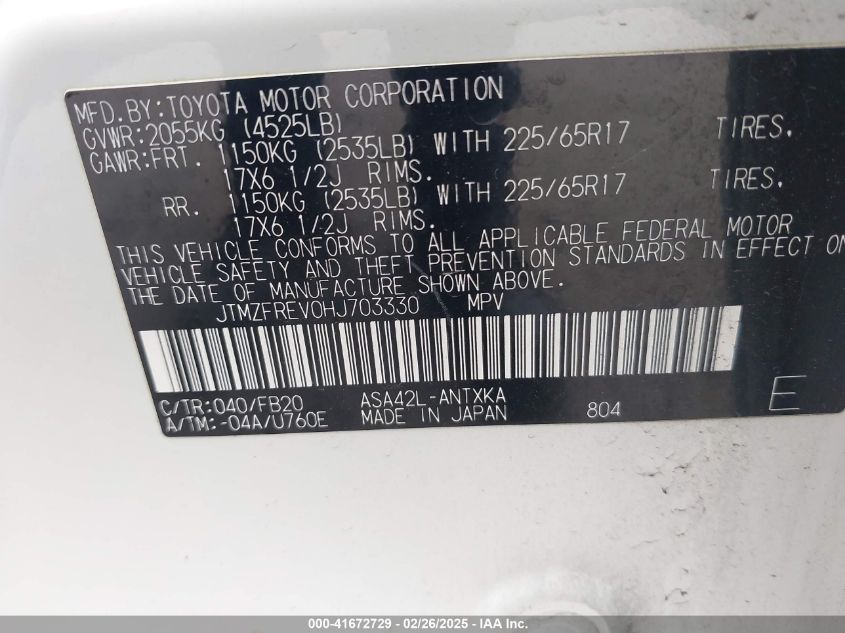 MFD.BY:TOYOTA MOTOR CORPORATION
GVWR:2055KG (4525LB)
GAWR:FRT. 1150KG (2535LB) WITH 225/65R17 TIRES.
17X6 1/2J RIMS.
RR. 1150KG (2535LB) WITH 225/65R17 TIRES.
17X6 1/2J RIMS.
THIS VEHICLE CONFORMS TO ALL APPLICABLE FEDERAL MOTOR
VEHICLE SAFETY AND THEFT PREVENTION STANDARDS IN EFFECT ON
THE DATE OF MANUFACTURE SHOWN ABOVE.
JTMZFREV0HJ703330 MPV
C/TR:040/FB20 ASA42L-ANTXKA
A/TM:-04A/U760E MADE IN JAPAN 804 E
000-41672729 - 02/26/2025 - IAA Inc.